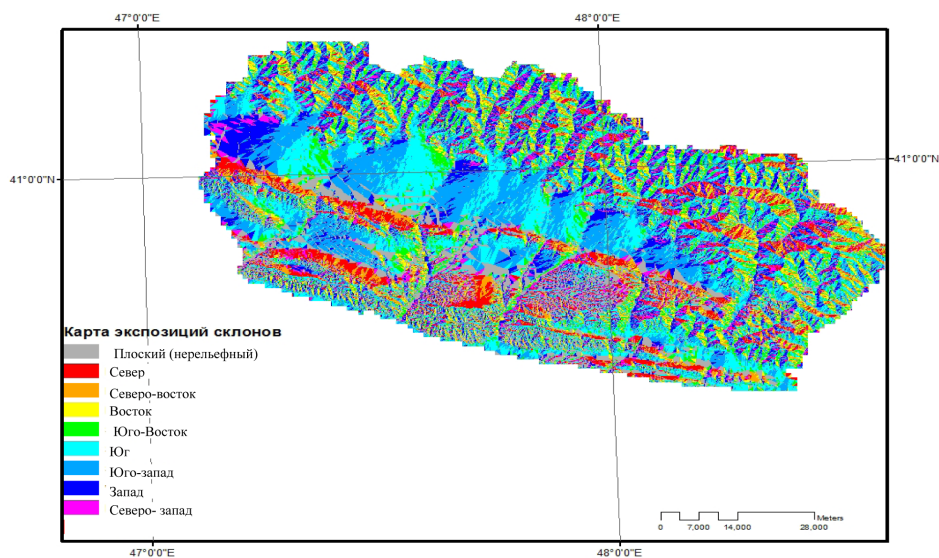 47°0'0"E 48°0'0"E
41°0'0"N 41°0'0"N
Карта экспозиций склонов
Плоский (нерельефный)
Север
Северо-восток
Восток
Юго-Восток
Юг
Юго-запад
Запад
Северо- запад
Meters
0 7,000 14,000 28,000
47°0'0"E 48°0'0"E